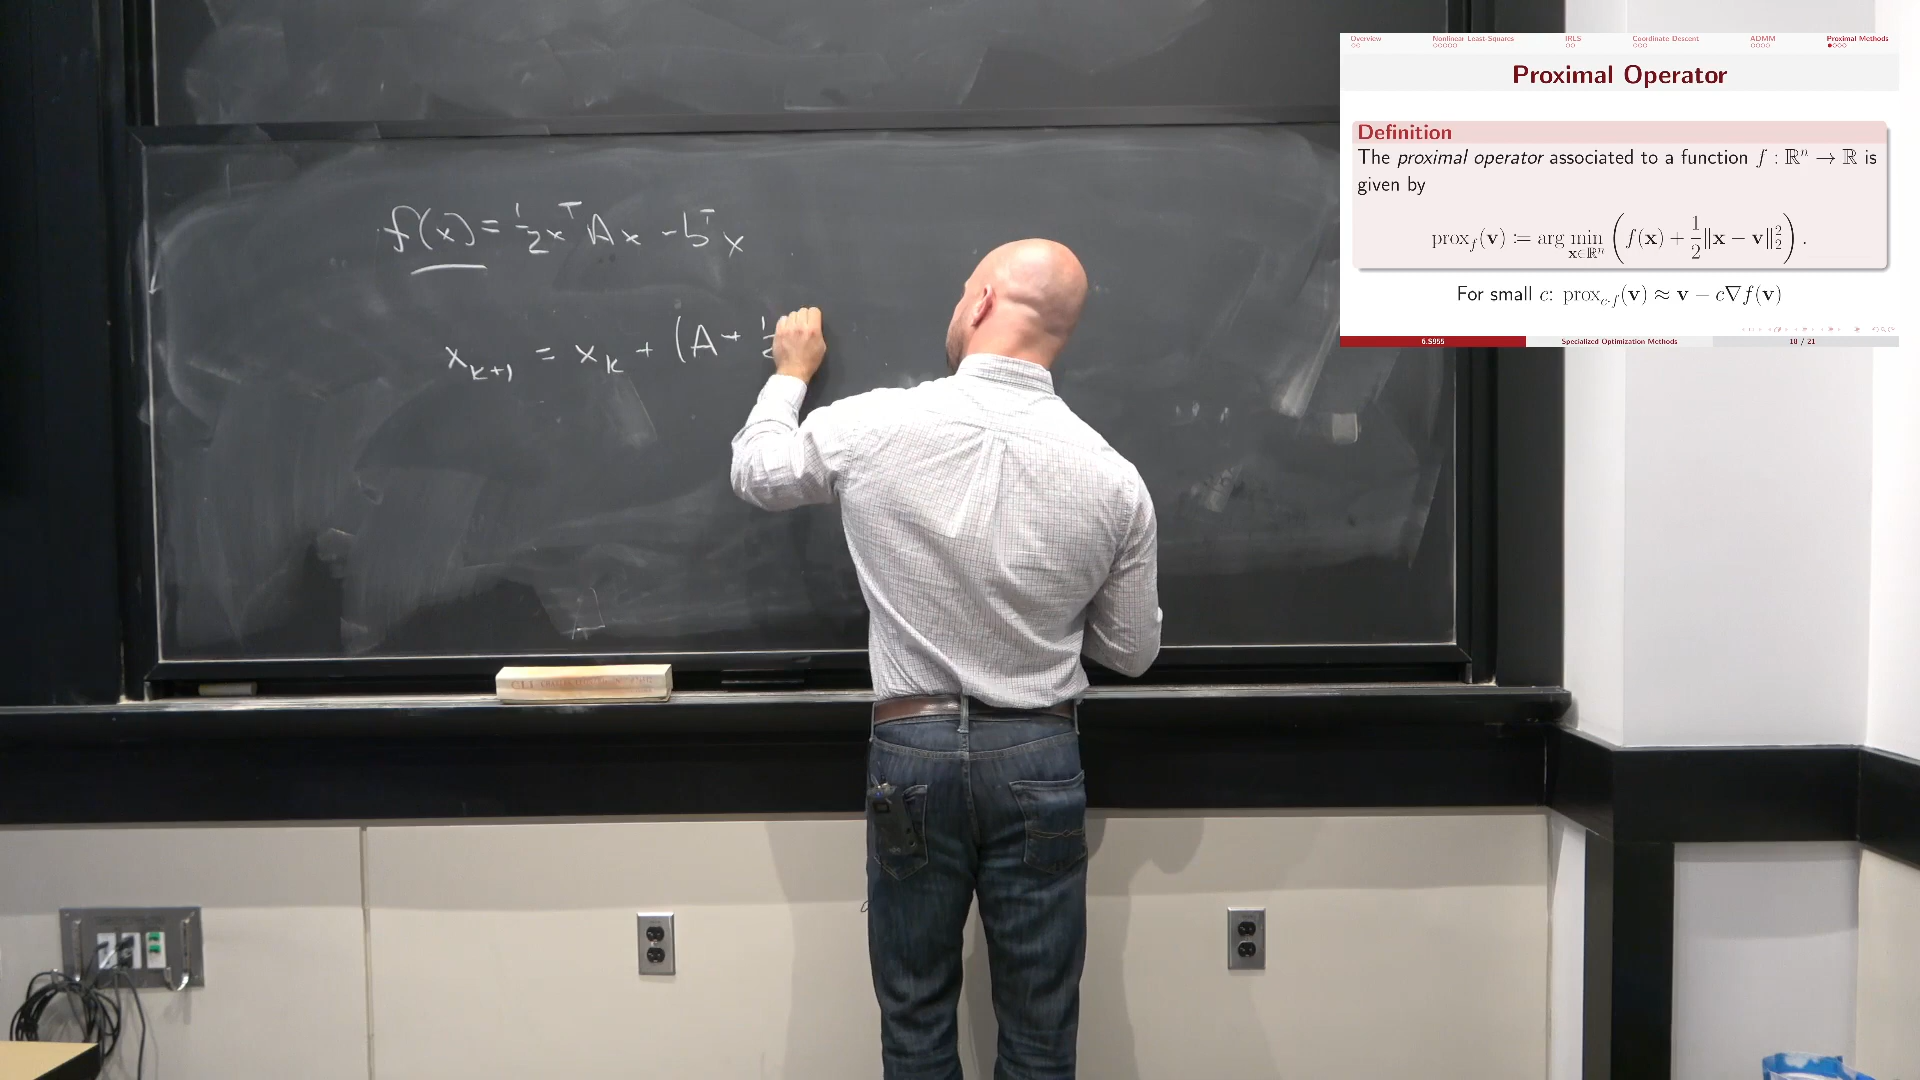 f(x) = 1/2 xᵀAx - bᵀx
x_{k+1} = x_k + (A + 1/2
Overview
Nonlinear Least-Squares
IRLS
Coordinate Descent
ADMM
Proximal Methods
Proximal Operator
Definition
The proximal operator associated to a function f : ℝⁿ → ℝ is
given by
prox_f(v) := arg min_{x∈ℝⁿ} ( f(x) + 1/2 ‖x − v‖₂² ) .
For small c: prox_{c·f}(v) ≈ v − c∇f(v)
6.S955
Specialized Optimization Methods
18 / 21